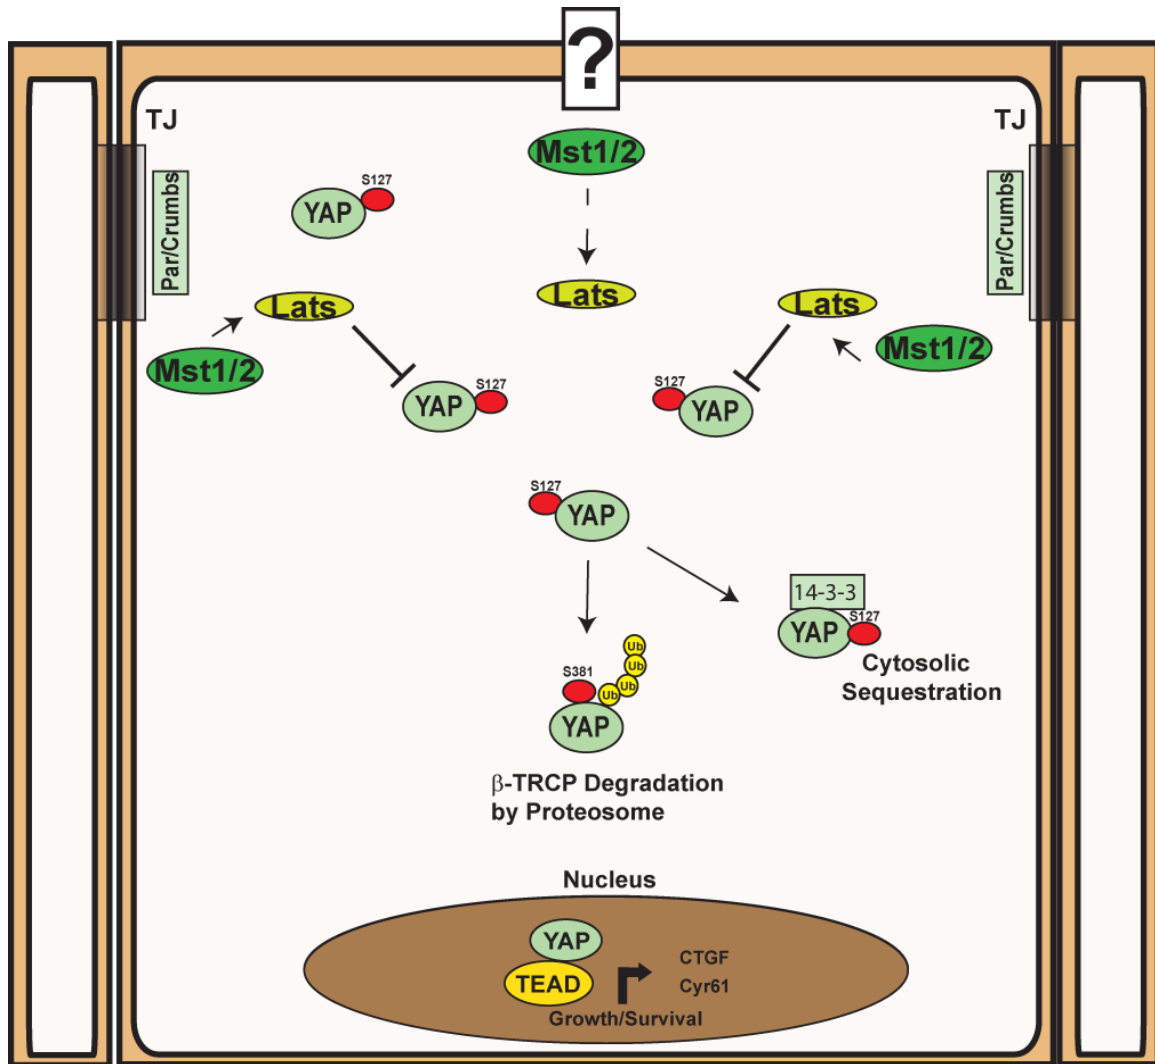 ?
TJ
TJ
Mst1/2
Par/Crumbs
Par/Crumbs
S127
YAP
Lats
Lats
Lats
Mst1/2
Mst1/2
S127
YAP
S127
YAP
S127
YAP
14-3-3
YAP
S127
Cytosolic
Sequestration
Ub
Ub
Ub
Ub
S381
YAP
β-TRCP Degradation
by Proteosome
Nucleus
YAP
TEAD
CTGF
Cyr61
Growth/Survival